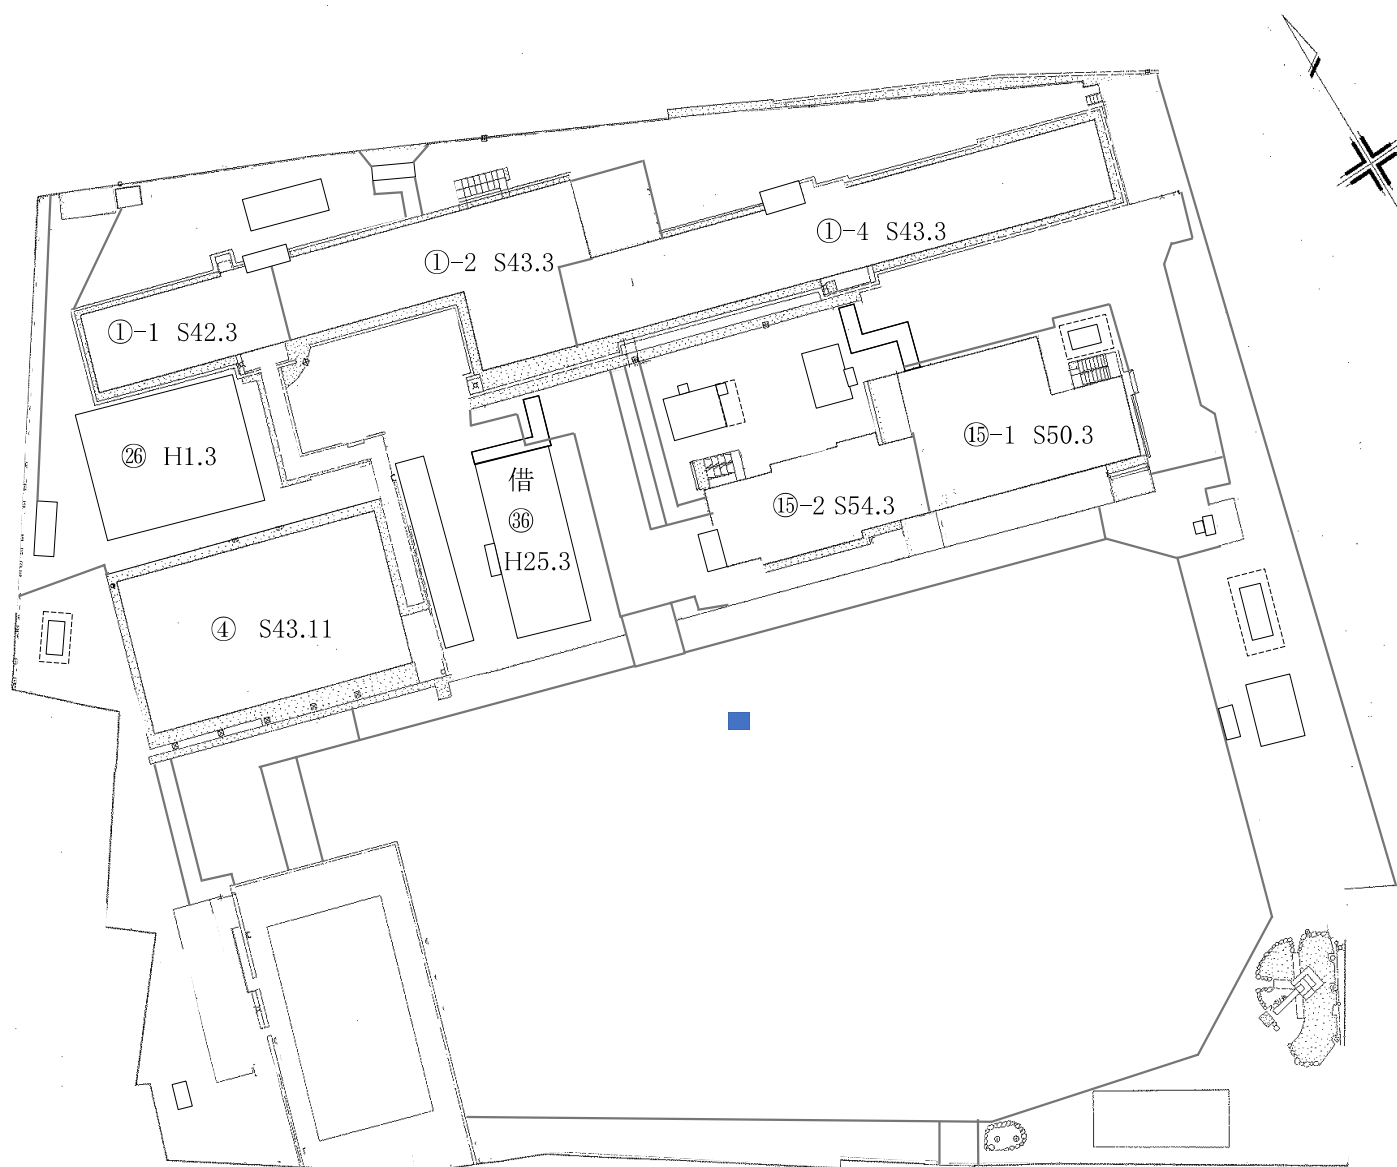 ①-4 S43.3
①-2 S43.3
①-1 S42.3
⑮-1 S50.3
㉖ H1.3
借
㊱
H25.3
⑮-2 S54.3
④ S43.11